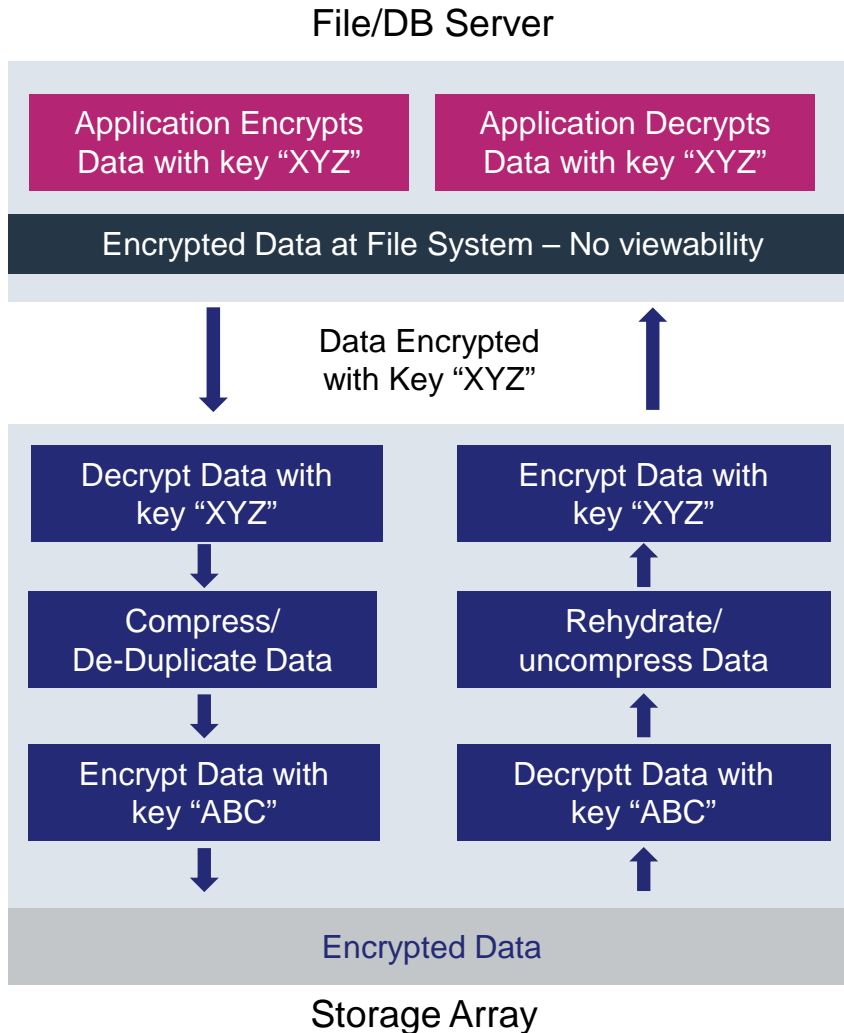 File/DB Server
Application Encrypts
Data with key “XYZ”
Application Decrypts
Data with key “XYZ”
Encrypted Data at File System – No viewability
Data Encrypted
with Key “XYZ”
Decrypt Data with
key “XYZ”
Encrypt Data with
key “XYZ”
Compress/
De-Duplicate Data
Rehydrate/
uncompress Data
Encrypt Data with
key “ABC”
Decryptt Data with
key “ABC”
Encrypted Data
Storage Array